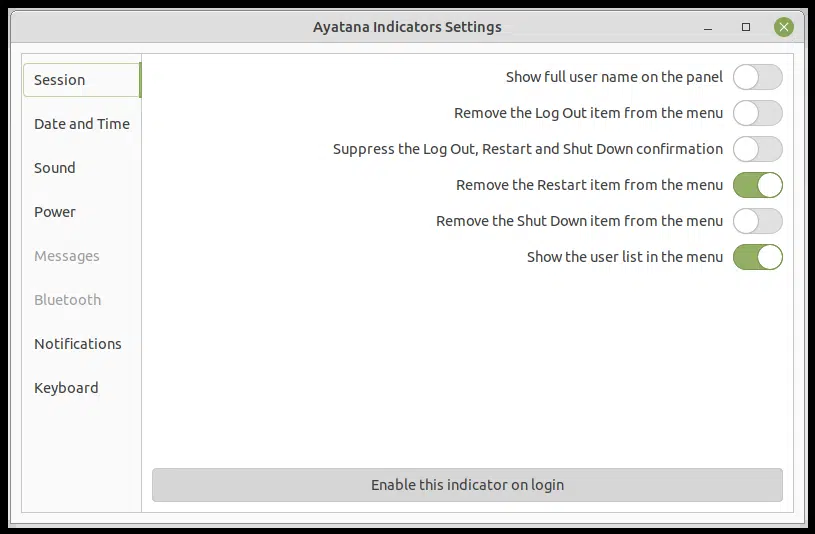 Ayatana Indicators Settings
Session
Date and Time
Sound
Power
Messages
Bluetooth
Notifications
Keyboard
Show full user name on the panel
Remove the Log Out item from the menu
Suppress the Log Out, Restart and Shut Down confirmation
Remove the Restart item from the menu
Remove the Shut Down item from the menu
Show the user list in the menu
Enable this indicator on login